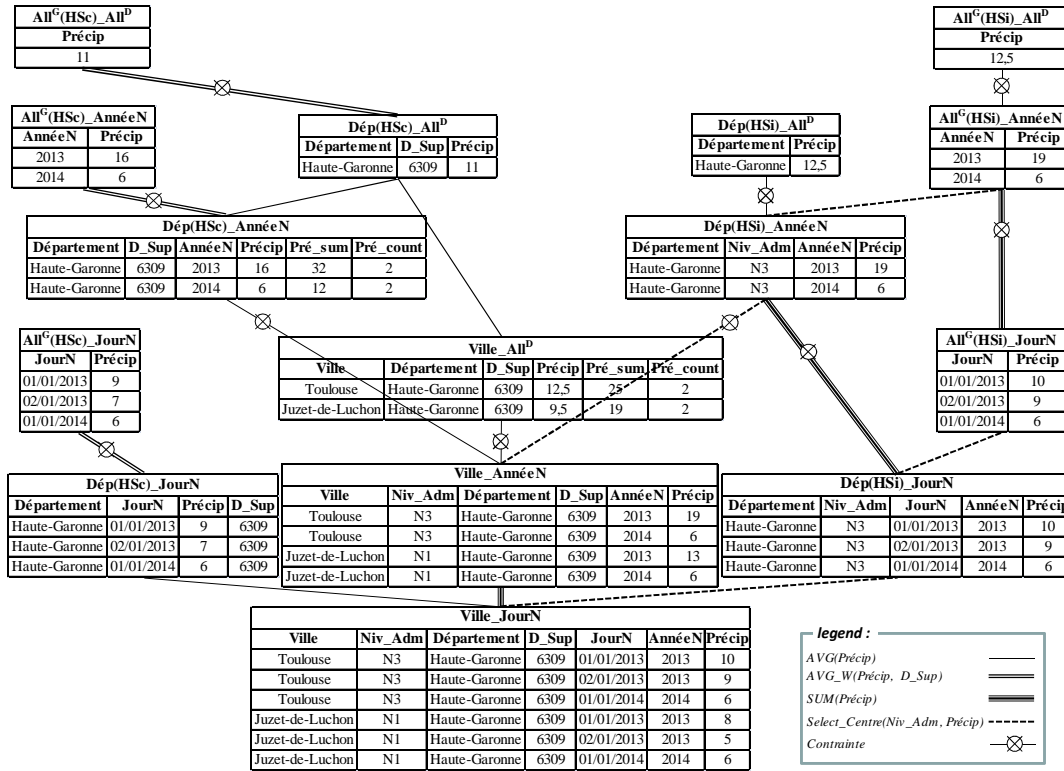 All^G(HSc)_All^D
Précip
11
All^G(HSi)_All^D
Précip
12,5
All^G(HSc)_AnnéeN
AnnéeN Précip
2013 16
2014 6
Dép(HSc)_All^D
Département D_Sup Précip
Haute-Garonne 6309 11
Dép(HSi)_All^D
Département Précip
Haute-Garonne 12,5
All^G(HSi)_AnnéeN
AnnéeN Précip
2013 19
2014 6
Dép(HSc)_AnnéeN
Département D_Sup AnnéeN Précip Pré_sum Pré_count
Haute-Garonne 6309 2013 16 32 2
Haute-Garonne 6309 2014 6 12 2
Dép(HSi)_AnnéeN
Département Niv_Adm AnnéeN Précip
Haute-Garonne N3 2013 19
Haute-Garonne N3 2014 6
All^G(HSc)_JourN
JourN Précip
01/01/2013 9
02/01/2013 7
01/01/2014 6
Ville_All^D
Ville Département D_Sup Précip Pré_sum Pré_count
Toulouse Haute-Garonne 6309 12,5 25 2
Juzet-de-Luchon Haute-Garonne 6309 9,5 19 2
All^G(HSi)_JourN
JourN Précip
01/01/2013 10
02/01/2013 9
01/01/2014 6
Dép(HSc)_JourN
Département JourN Précip D_Sup
Haute-Garonne 01/01/2013 9 6309
Haute-Garonne 02/01/2013 7 6309
Haute-Garonne 01/01/2014 6 6309
Ville_AnnéeN
Ville Niv_Adm Département D_Sup AnnéeN Précip
Toulouse N3 Haute-Garonne 6309 2013 19
Toulouse N3 Haute-Garonne 6309 2014 6
Juzet-de-Luchon N1 Haute-Garonne 6309 2013 13
Juzet-de-Luchon N1 Haute-Garonne 6309 2014 6
Dép(HSi)_JourN
Département Niv_Adm JourN AnnéeN Précip
Haute-Garonne N3 01/01/2013 2013 10
Haute-Garonne N3 02/01/2013 2013 9
Haute-Garonne N3 01/01/2014 2014 6
Ville_JourN
Ville Niv_Adm Département D_Sup JourN AnnéeN Précip
Toulouse N3 Haute-Garonne 6309 01/01/2013 2013 10
Toulouse N3 Haute-Garonne 6309 02/01/2013 2013 9
Toulouse N3 Haute-Garonne 6309 01/01/2014 2014 6
Juzet-de-Luchon N1 Haute-Garonne 6309 01/01/2013 2013 8
Juzet-de-Luchon N1 Haute-Garonne 6309 02/01/2013 2013 5
Juzet-de-Luchon N1 Haute-Garonne 6309 01/01/2014 2014 6
legend :
AVG(Précip)
AVG_W(Précip, D_Sup)
SUM(Précip)
Select_Centre(Niv_Adm, Précip)
Contrainte